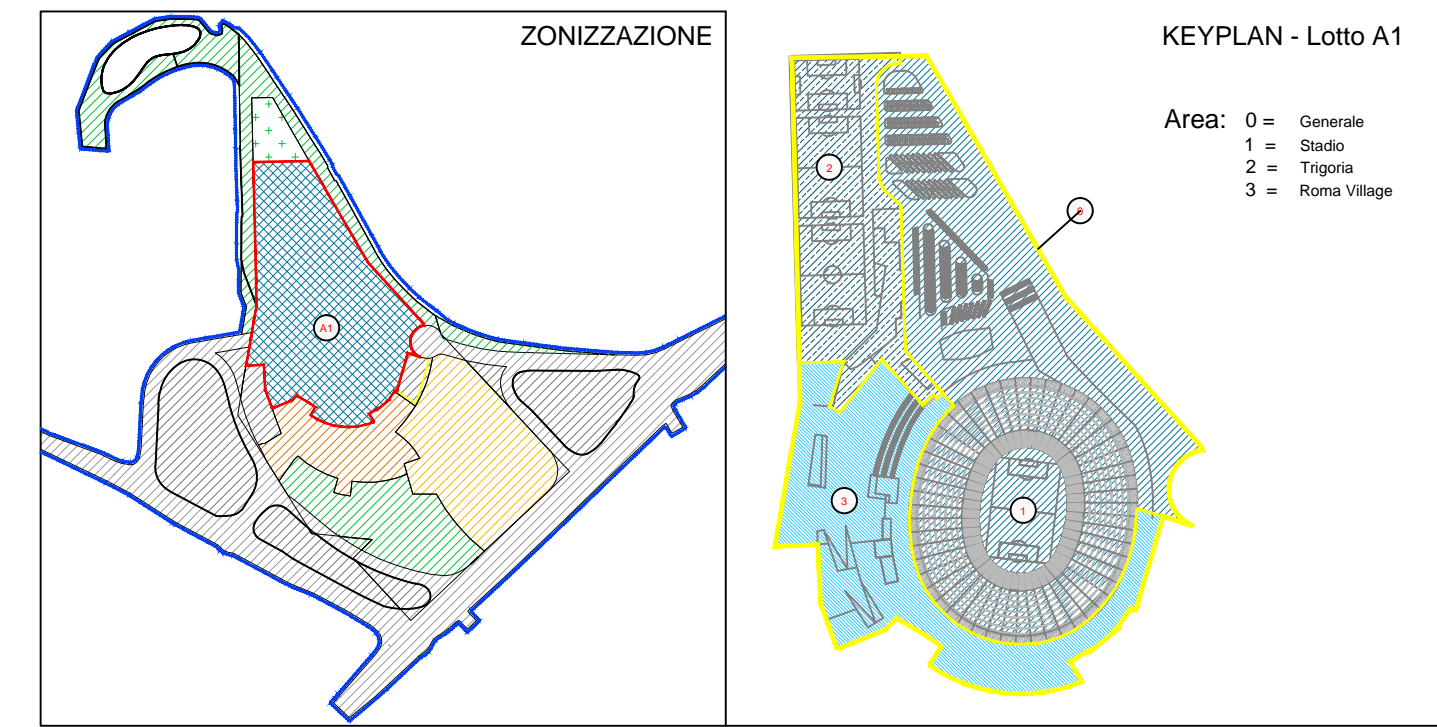 ZONIZZAZIONE
A1
KEYPLAN - Lotto A1
Area: 0 = Generale
1 = Stadio
2 = Trigoria
3 = Roma Village
2
0
3
1